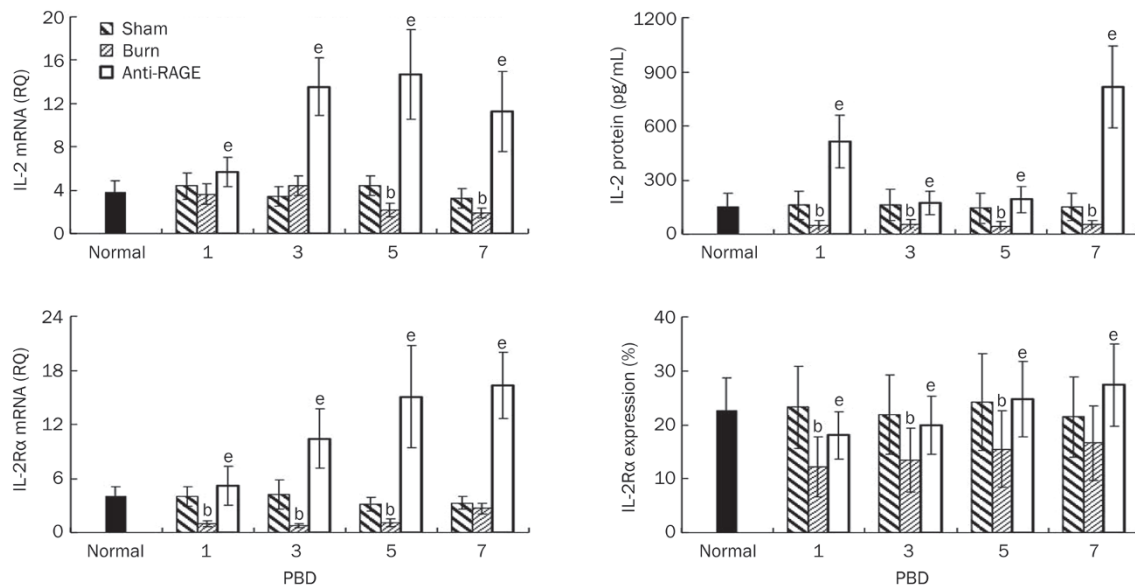 IL-2 mRNA (RQ)
20
16
12
8
4
0
Sham
Burn
Anti-RAGE
e
e
e
b
e
b
e
Normal
1
3
5
7
IL-2 protein (pg/mL)
1200
900
600
300
0
b
e
b
e
b
e
b
e
Normal
1
3
5
7
IL-2Rα mRNA (RQ)
24
18
12
6
0
b
e
b
e
b
e
e
Normal
1
3
5
7
PBD
IL-2Rα expression (%)
40
30
20
10
0
b
e
b
e
b
e
e
Normal
1
3
5
7
PBD